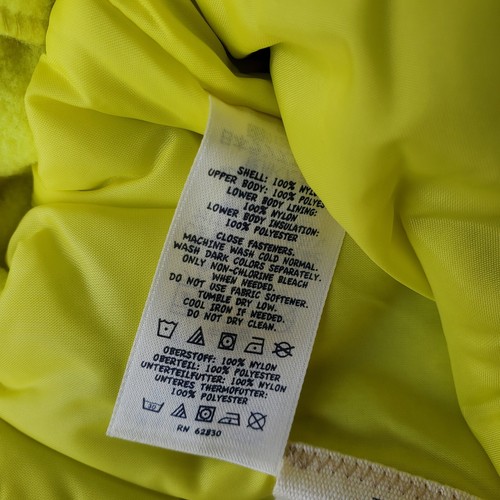 SHELL: 100% NYL
UPPER BODY: 100% POLYES
LOWER BODY LINING:
100% NYLON
LOWER BODY INSULATION:
100% POLYESTER
CLOSE FASTENERS.
MACHINE WASH COLD NORMAL.
WASH DARK COLORS SEPARATELY.
ONLY NON-CHLORINE BLEACH
WHEN NEEDED.
DO NOT USE FABRIC SOFTENER.
TUMBLE DRY LOW.
COOL IRON IF NEEDED.
DO NOT DRY CLEAN.
OBERSTOFF: 100% NYLON
OBERTEIL: 100% POLYESTER
UNTERTEILFUTTER: 100% NYLON
UNTERES THERMOFUTTER:
100% POLYESTER
30
RN 62830